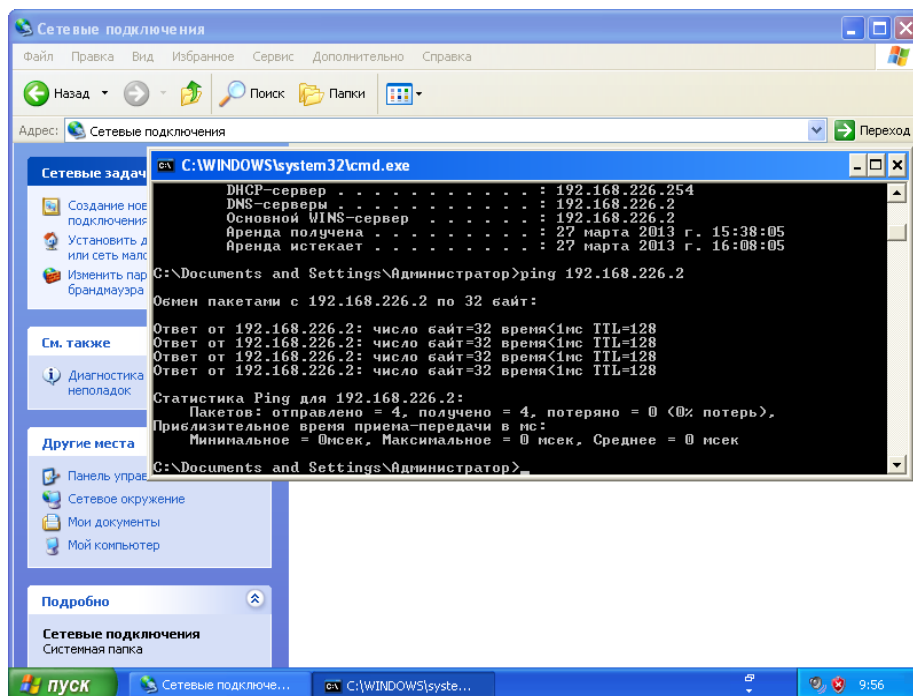 Сетевые подключения
Файл Правка Вид Избранное Сервис Дополнительно Справка
Назад Поиск Папки
Адрес: Сетевые подключения Переход
Сетевые задач
Создание нов
подключения
Установить д
или сеть мало
Изменить пар
брандмауэра
См. также
Диагностика
неполадок
Другие места
Панель управ
Сетевое окружение
Мои документы
Мой компьютер
Подробно
Сетевые подключения
Системная папка
C:\WINDOWS\system32\cmd.exe
DHCP-сервер . . . . . . . . . . . : 192.168.226.254
DNS-серверы . . . . . . . . . . . : 192.168.226.2
Основной WINS-сервер . . . . . . : 192.168.226.2
Аренда получена . . . . . . . . . : 27 марта 2013 г. 15:38:05
Аренда истекает . . . . . . . . . : 27 марта 2013 г. 16:08:05
C:\Documents and Settings\Администратор>ping 192.168.226.2
Обмен пакетами с 192.168.226.2 по 32 байт:
Ответ от 192.168.226.2: число байт=32 время<1мс TTL=128
Ответ от 192.168.226.2: число байт=32 время<1мс TTL=128
Ответ от 192.168.226.2: число байт=32 время<1мс TTL=128
Ответ от 192.168.226.2: число байт=32 время<1мс TTL=128
Статистика Ping для 192.168.226.2:
Пакетов: отправлено = 4, получено = 4, потеряно = 0 (0% потерь),
Приблизительное время приема-передачи в мс:
Минимальное = 0мсек, Максимальное = 0 мсек, Среднее = 0 мсек
C:\Documents and Settings\Администратор>_
пуск Сетевые подключе... C:\WINDOWS\syste... 9:56